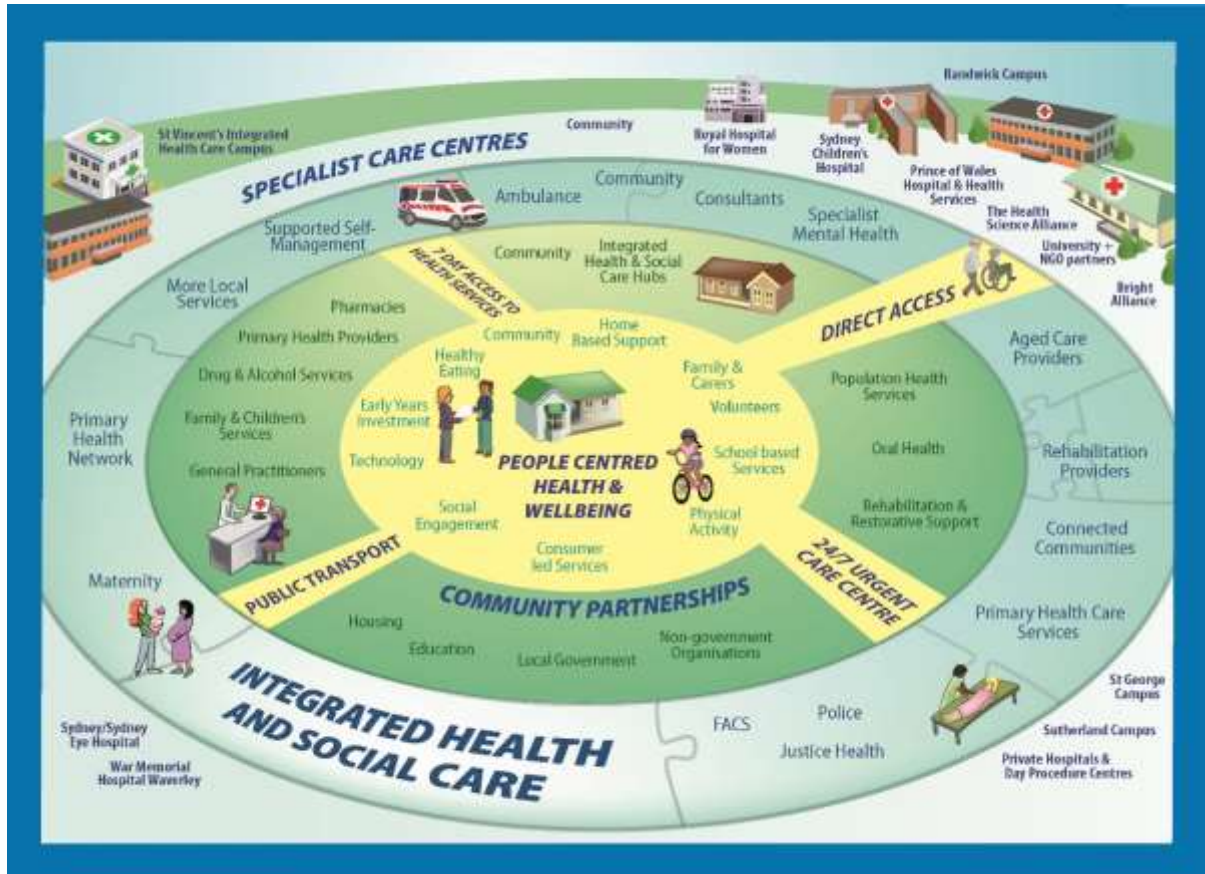 Randwick Campus
St Vincent's Integrated
Health Care Campus
Community
Royal Hospital
for Women
Sydney
Children's
Hospital
Prince of Wales
Hospital & Health
Services
The Health
Science Alliance
University +
NGO partners
Bright
Alliance
SPECIALIST CARE CENTRES
Supported Self-
Management
Ambulance
Community
Consultants
Specialist
Mental Health
More Local
Services
7 DAY ACCESS TO
HEALTH SERVICES
Community
Integrated
Health & Social
Care Hubs
DIRECT ACCESS
Aged Care
Providers
Pharmacies
Primary Health Providers
Drug & Alcohol Services
Family & Children's
Services
General Practitioners
Primary
Health
Network
Community
Home
Based Support
Healthy
Eating
Early Years
Investment
Technology
Family &
Carers
Volunteers
School based
Services
Physical
Activity
PEOPLE CENTRED
HEALTH &
WELLBEING
Social
Engagement
Consumer
led Services
Population Health
Services
Oral Health
Rehabilitation &
Restorative Support
Rehabilitation
Providers
Connected
Communities
Primary Health Care
Services
PUBLIC TRANSPORT
COMMUNITY PARTNERSHIPS
24/7 URGENT
CARE CENTRE
Maternity
Housing
Education
Local Government
Non-government
Organisations
INTEGRATED HEALTH
AND SOCIAL CARE
FACS
Police
Justice Health
Sydney/Sydney
Eye Hospital
War Memorial
Hospital Waverley
St George
Campus
Sutherland Campus
Private Hospitals &
Day Procedure Centres